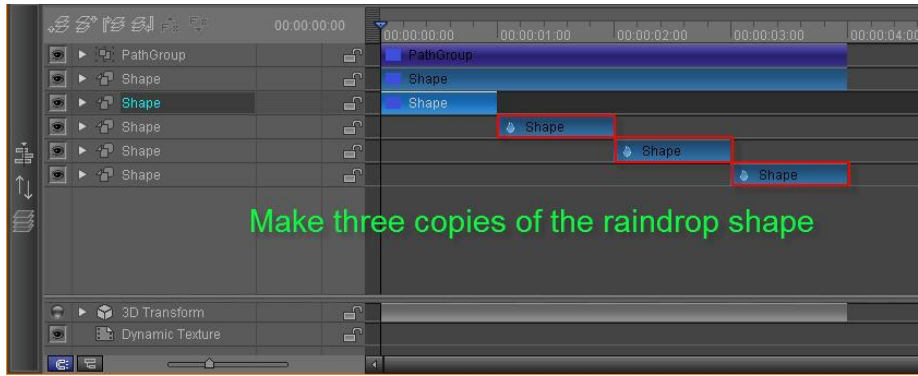 00:00:00:00
00:00:00:00 00:00:01:00 00:00:02:00 00:00:03:00 00:00:04:00
PathGroup PathGroup
Shape Shape
Shape Shape
Shape Shape
Shape Shape
Shape Shape
Make three copies of the raindrop shape
3D Transform
Dynamic Texture